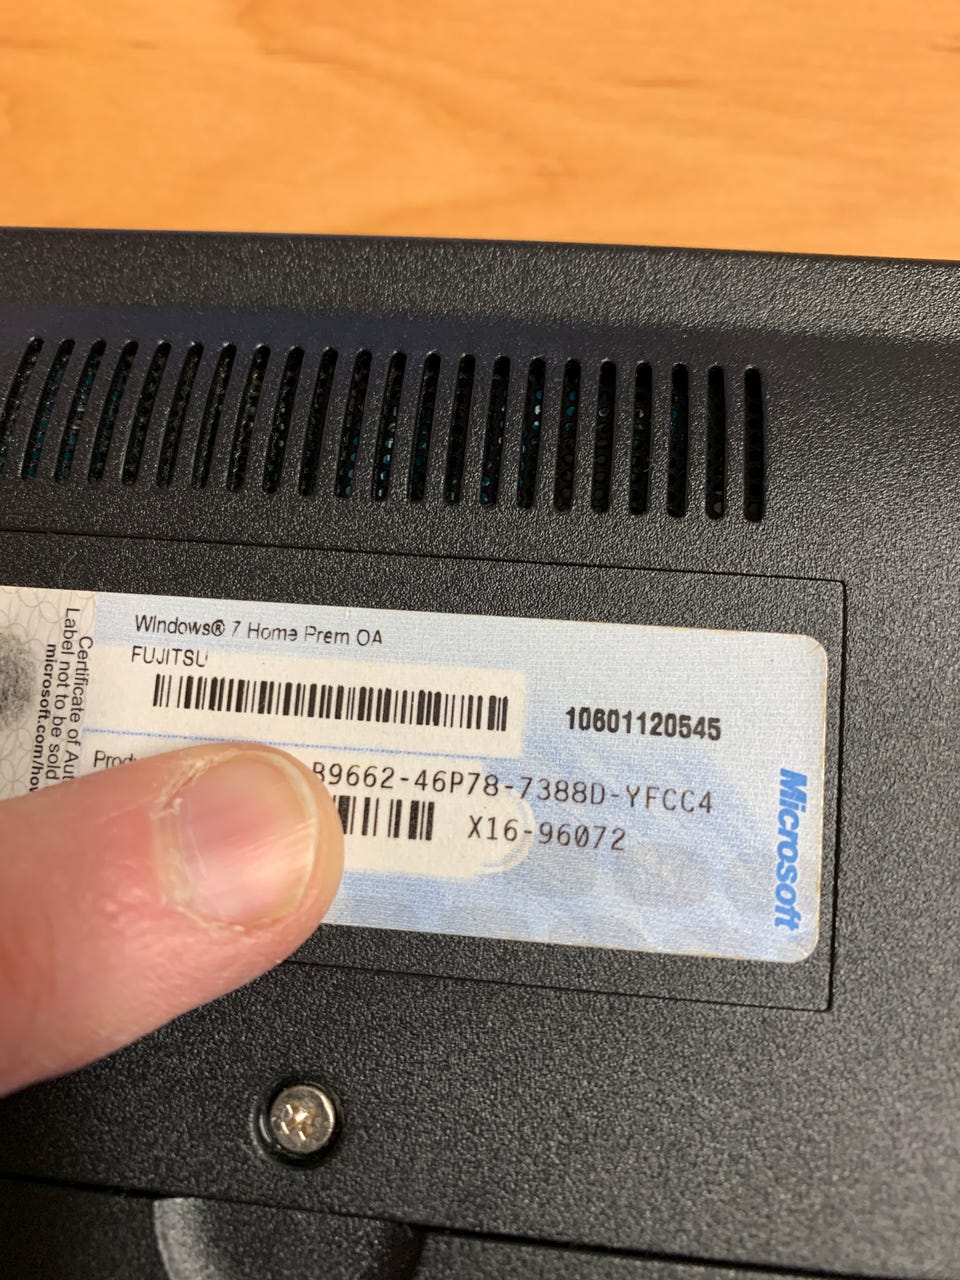 Windows® 7 Home Prem OA
FUJITSU
10601120545
B9662-46P78-7388D-YFCC4
X16-96072
Microsoft
Certificate of
Label not to be sold